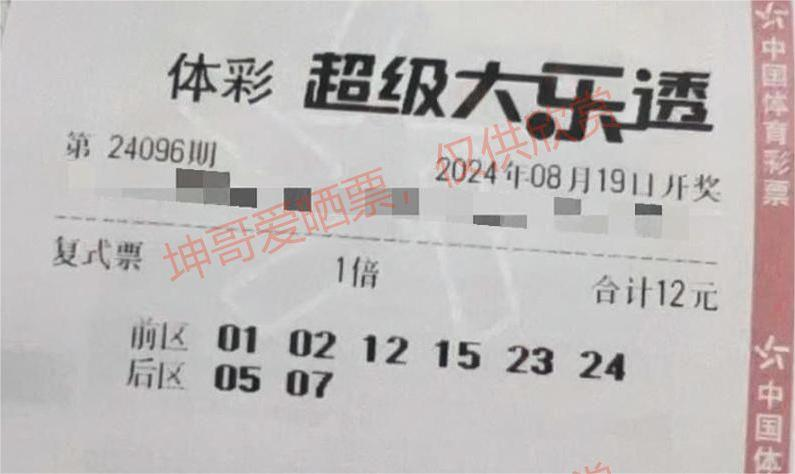 体彩 超级大乐透
第 24096期 2024年08月19日开奖
坤哥爱晒票，仅供欣赏
复式票 1倍 合计12元
前区 01 02 12 15 23 24
后区 05 07
中国体育彩票
中国体